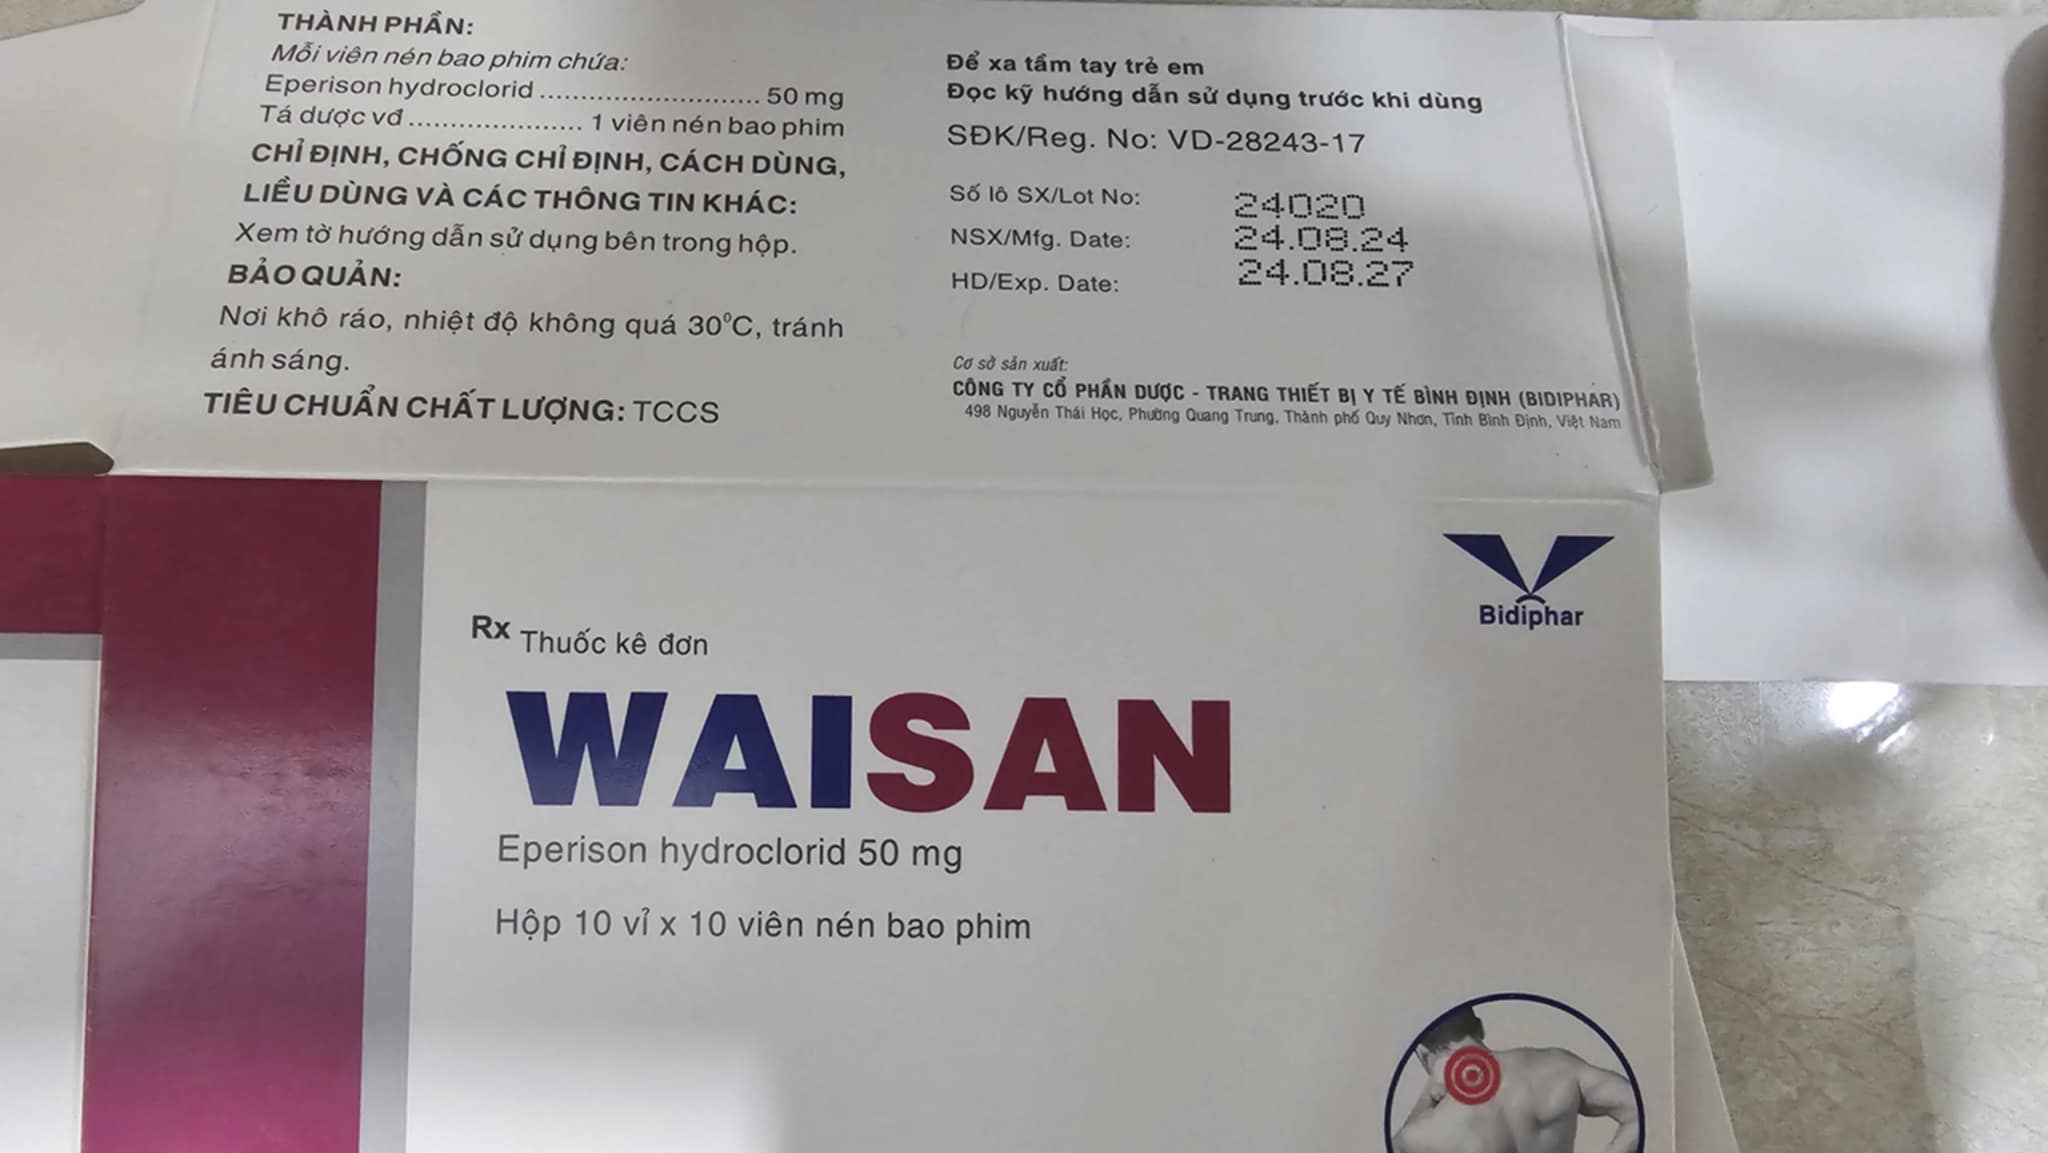 THÀNH PHẦN:
Mỗi viên nén bao phim chứa:
Eperison hydroclorid ........................... 50 mg
Tá dược vđ ...................... 1 viên nén bao phim
CHỈ ĐỊNH, CHỐNG CHỈ ĐỊNH, CÁCH DÙNG,
LIỀU DÙNG VÀ CÁC THÔNG TIN KHÁC:
Xem tờ hướng dẫn sử dụng bên trong hộp.
BẢO QUẢN:
Nơi khô ráo, nhiệt độ không quá 30⁰C, tránh
ánh sáng.
TIÊU CHUẨN CHẤT LƯỢNG: TCCS
Để xa tầm tay trẻ em
Đọc kỹ hướng dẫn sử dụng trước khi dùng
SĐK/Reg. No: VD-28243-17
Số lô SX/Lot No: 24020
NSX/Mfg. Date: 24.08.24
HD/Exp. Date: 24.08.27
Cơ sở sản xuất:
CÔNG TY CỔ PHẦN DƯỢC - TRANG THIẾT BỊ Y TẾ BÌNH ĐỊNH (BIDIPHAR)
498 Nguyễn Thái Học, Phường Quang Trung, Thành phố Quy Nhơn, Tỉnh Bình Định, Việt Nam
Bidiphar
Rx Thuốc kê đơn
WAISAN
Eperison hydroclorid 50 mg
Hộp 10 vỉ x 10 viên nén bao phim